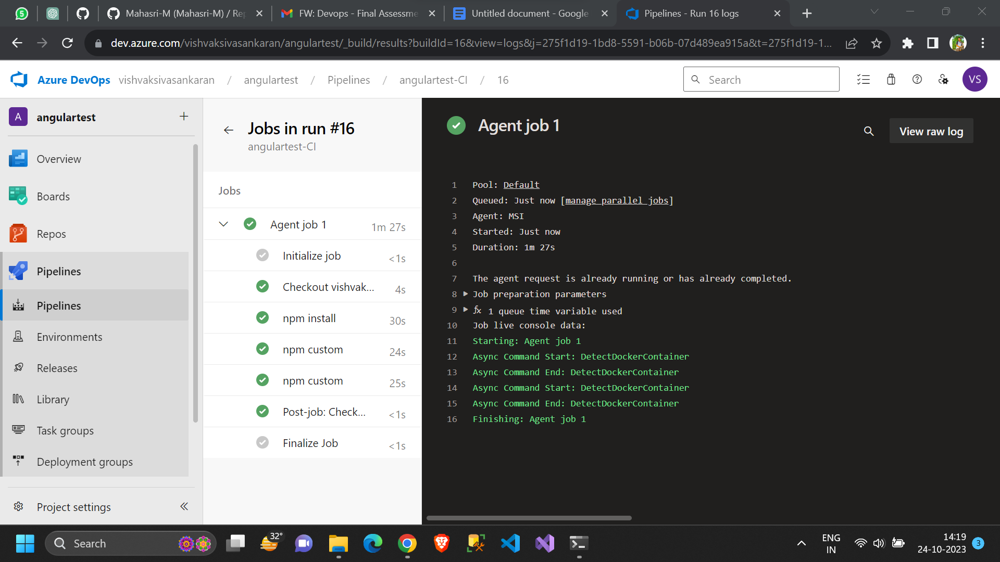 5
Mahasri-M (Mahasri-M) / Rep
FW: Devops - Final Assessme
Untitled document - Google
Pipelines - Run 16 logs
dev.azure.com/vishvaksivasankaran/angulartest/_build/results?buildId=16&view=logs&j=275f1d19-1bd8-5591-b06b-07d489ea915a&t=275f1d19-1...
Azure DevOps vishvaksivasankaran / angulartest / Pipelines / angulartest-CI / 16
Search
VS
A angulartest +
Overview
Boards
Repos
Pipelines
Pipelines
Environments
Releases
Library
Task groups
Deployment groups
Project settings
Jobs in run #16
angulartest-CI
Jobs
Agent job 1 1m 27s
Initialize job <1s
Checkout vishvak... 4s
npm install 30s
npm custom 24s
npm custom 25s
Post-job: Check... <1s
Finalize Job <1s
Agent job 1
View raw log
1 Pool: Default
2 Queued: Just now [manage parallel jobs]
3 Agent: MSI
4 Started: Just now
5 Duration: 1m 27s
6
7 The agent request is already running or has already completed.
8 Job preparation parameters
9 fx 1 queue time variable used
10 Job live console data:
11 Starting: Agent job 1
12 Async Command Start: DetectDockerContainer
13 Async Command End: DetectDockerContainer
14 Async Command Start: DetectDockerContainer
15 Async Command End: DetectDockerContainer
16 Finishing: Agent job 1
Search
32°
ENG
IN
14:19
24-10-2023
3